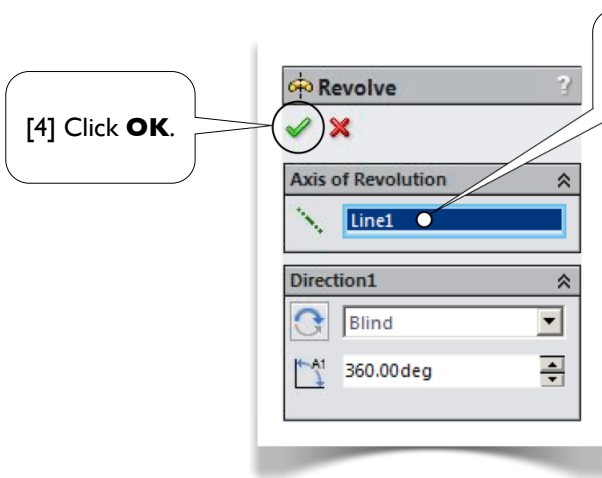 Revolve ?
[4] Click OK.
Axis of Revolution
Line1
Direction1
Blind
A1
360.00deg